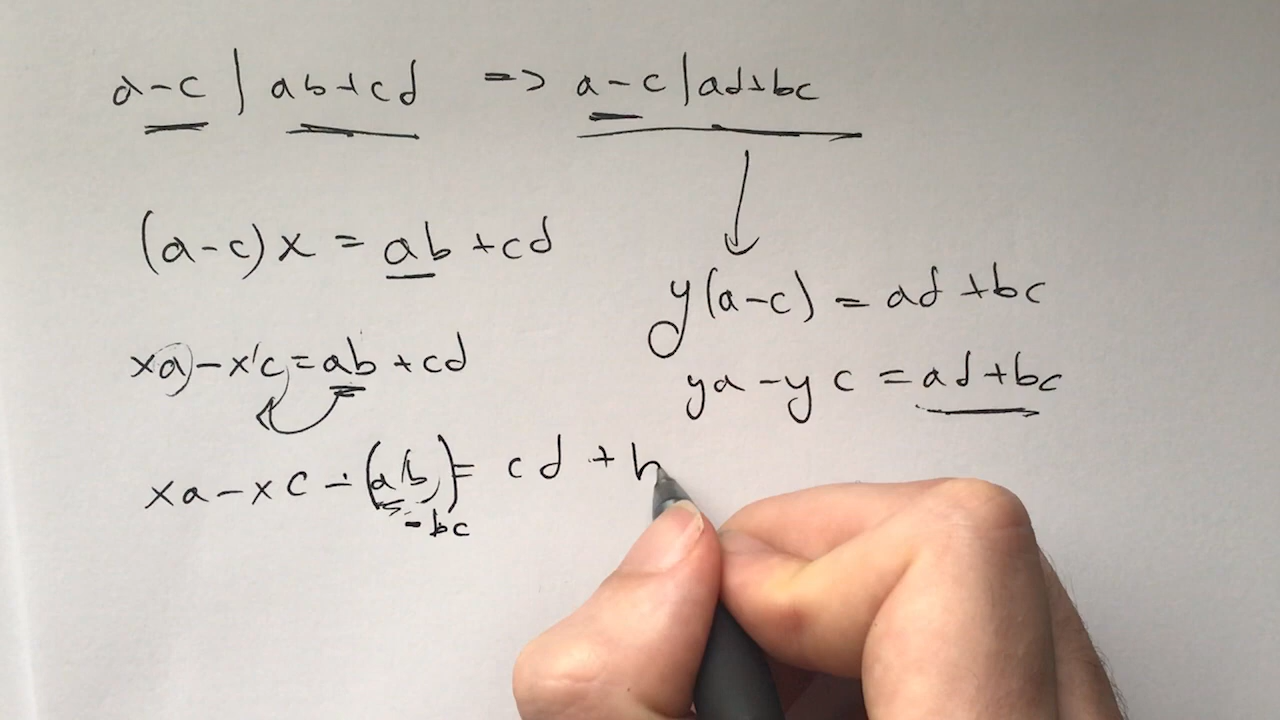 a-c | ab+cd => a-c | ad+bc
(a-c)x = ab+cd
y(a-c) = ad+bc
xa-xc=ab+cd
ya-yc=ad+bc
xa-xc-(ab)= cd + b
-bc